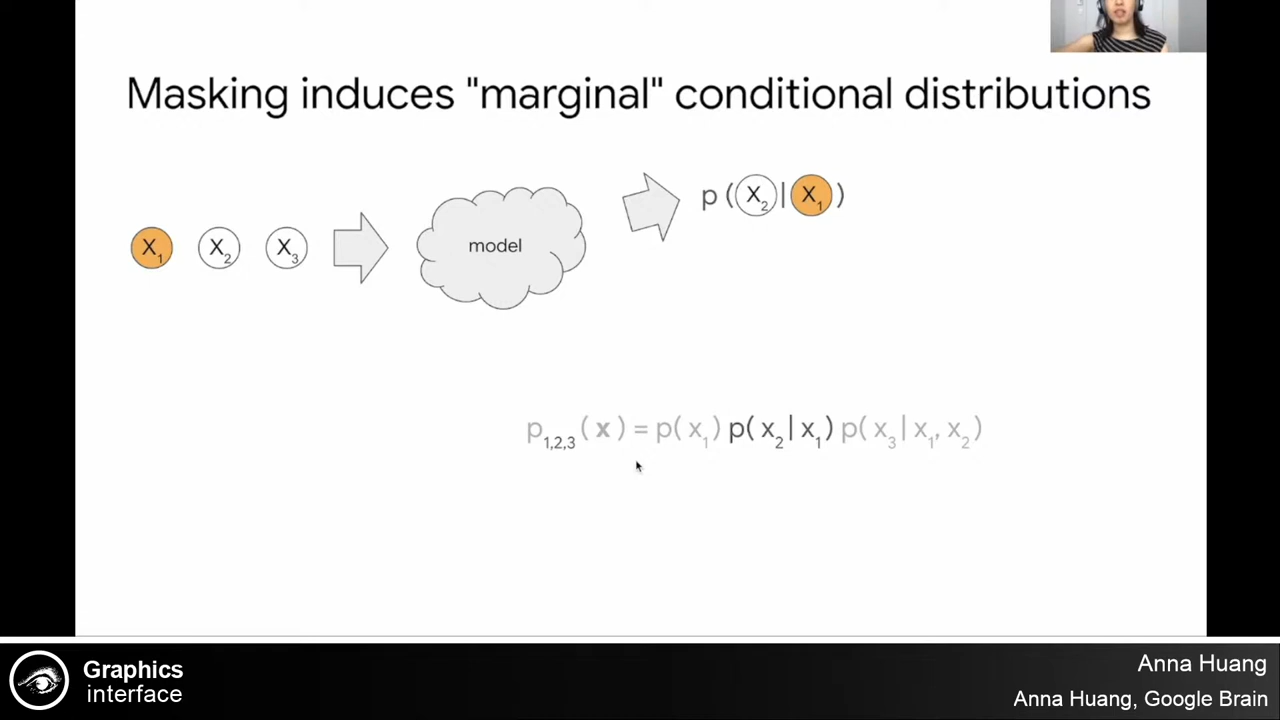 Masking induces "marginal" conditional distributions
X₁ X₂ X₃
model
p ( X₂ | X₁ )
p₁,₂,₃ ( x ) = p( x₁ ) p( x₂ | x₁ ) p( x₃ | x₁, x₂ )
Graphics
interface
Anna Huang
Anna Huang, Google Brain